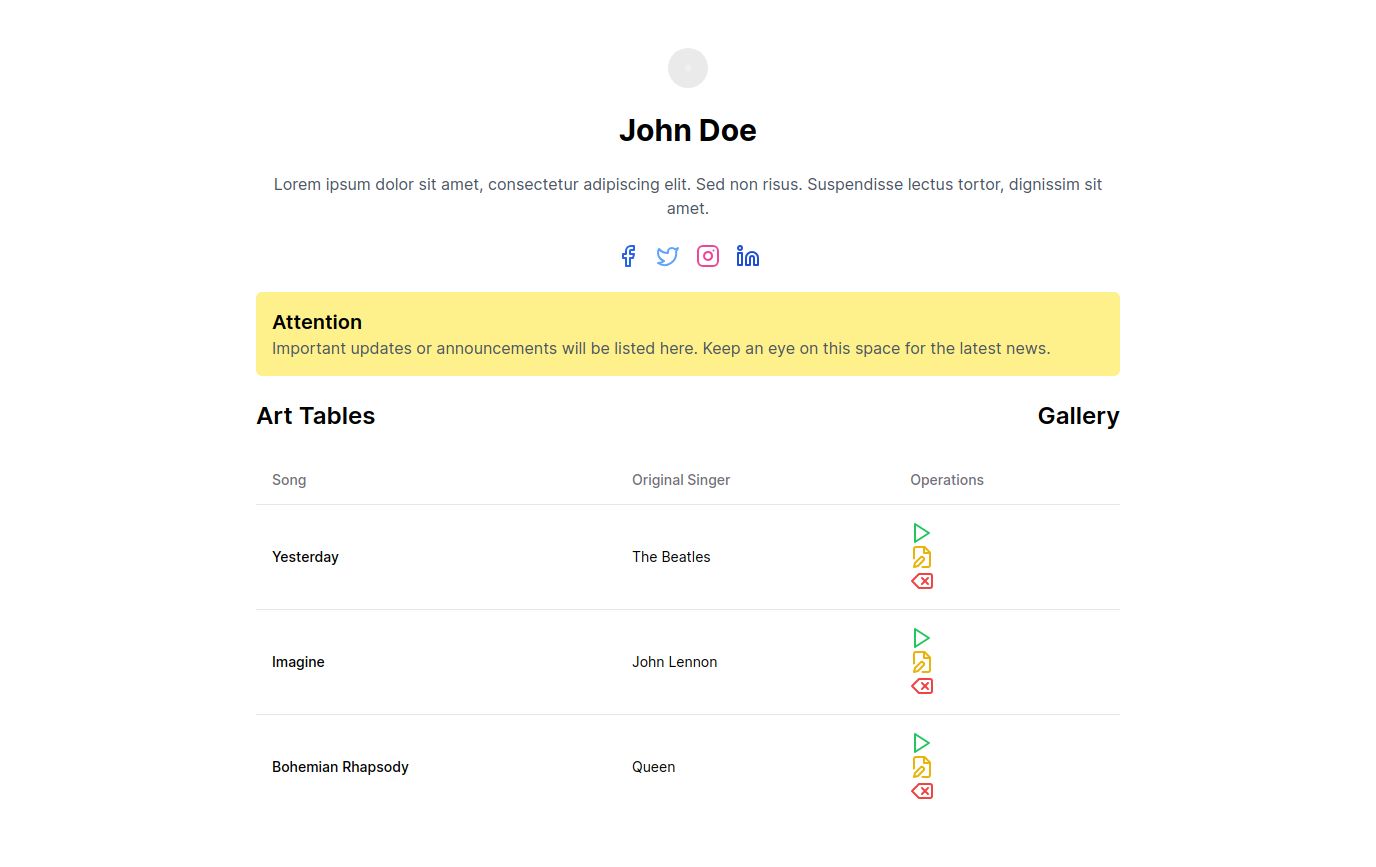 John Doe
Lorem ipsum dolor sit amet, consectetur adipiscing elit. Sed non risus. Suspendisse lectus tortor, dignissim sit
amet.
Attention
Important updates or announcements will be listed here. Keep an eye on this space for the latest news.
Art Tables Gallery
Song Original Singer Operations
Yesterday The Beatles
Imagine John Lennon
Bohemian Rhapsody Queen